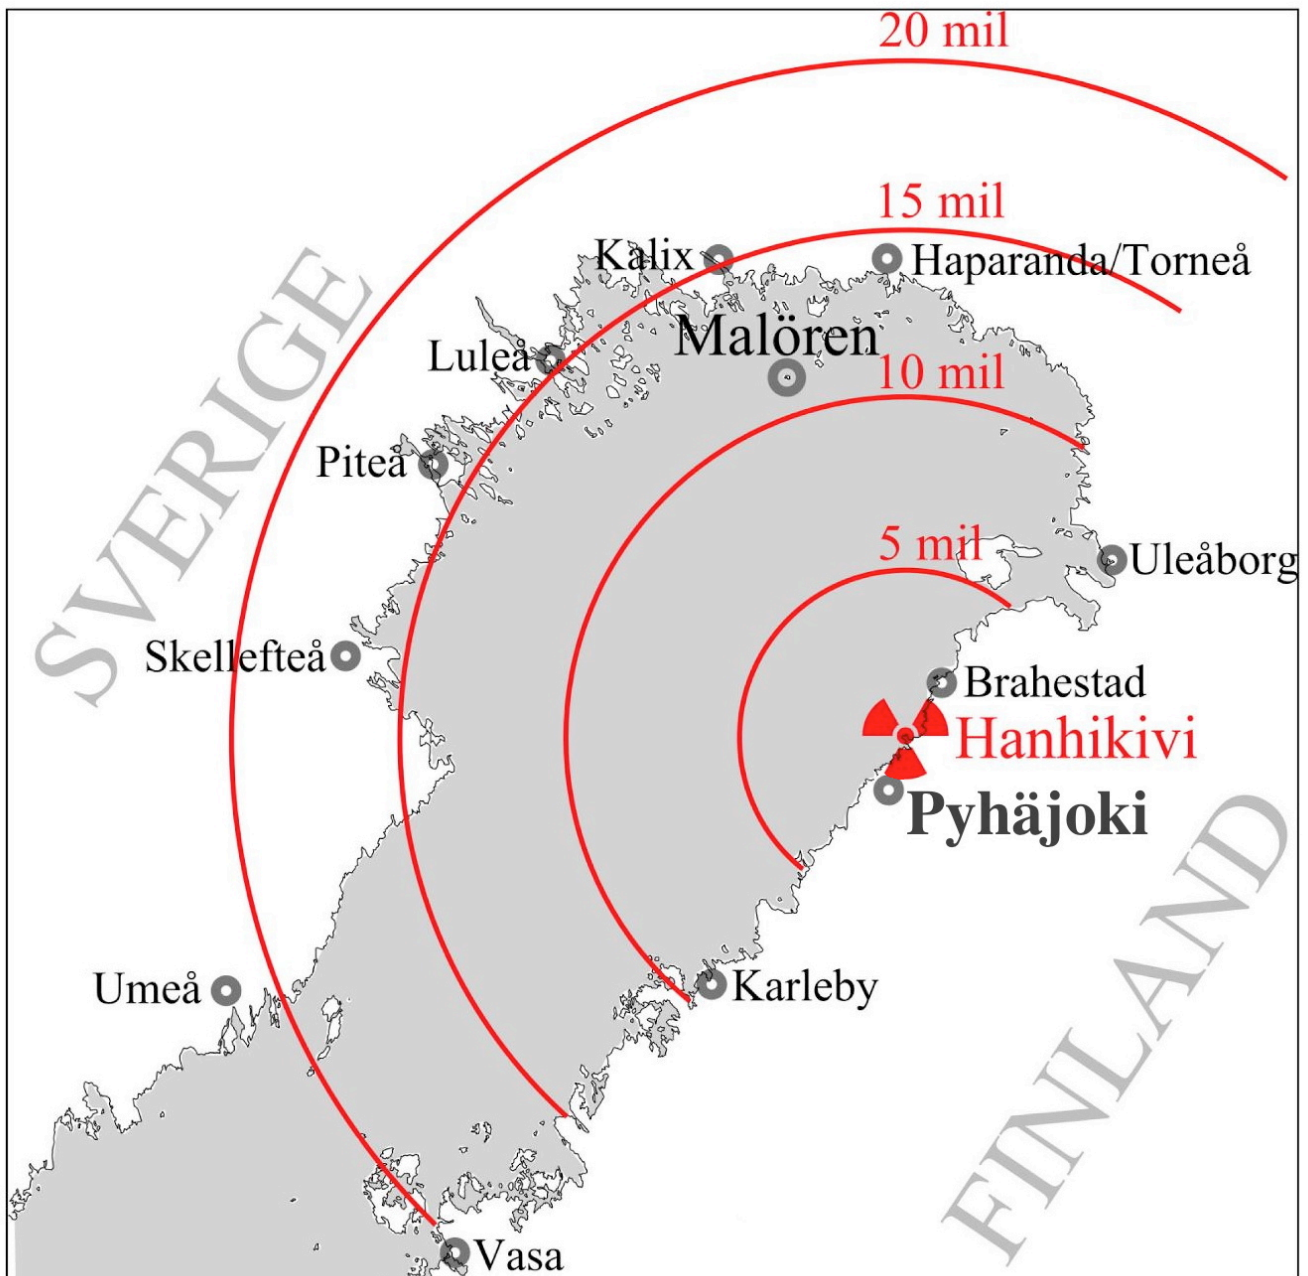 20 mil
15 mil
Kalix
Haparanda/Torneå
Malören
Luleå
10 mil
SVERIGE
Piteå
5 mil
Uleåborg
Skellefteå
Brahestad
Hanhikivi
Pyhäjoki
Umeå
Karleby
FINLAND
Vasa